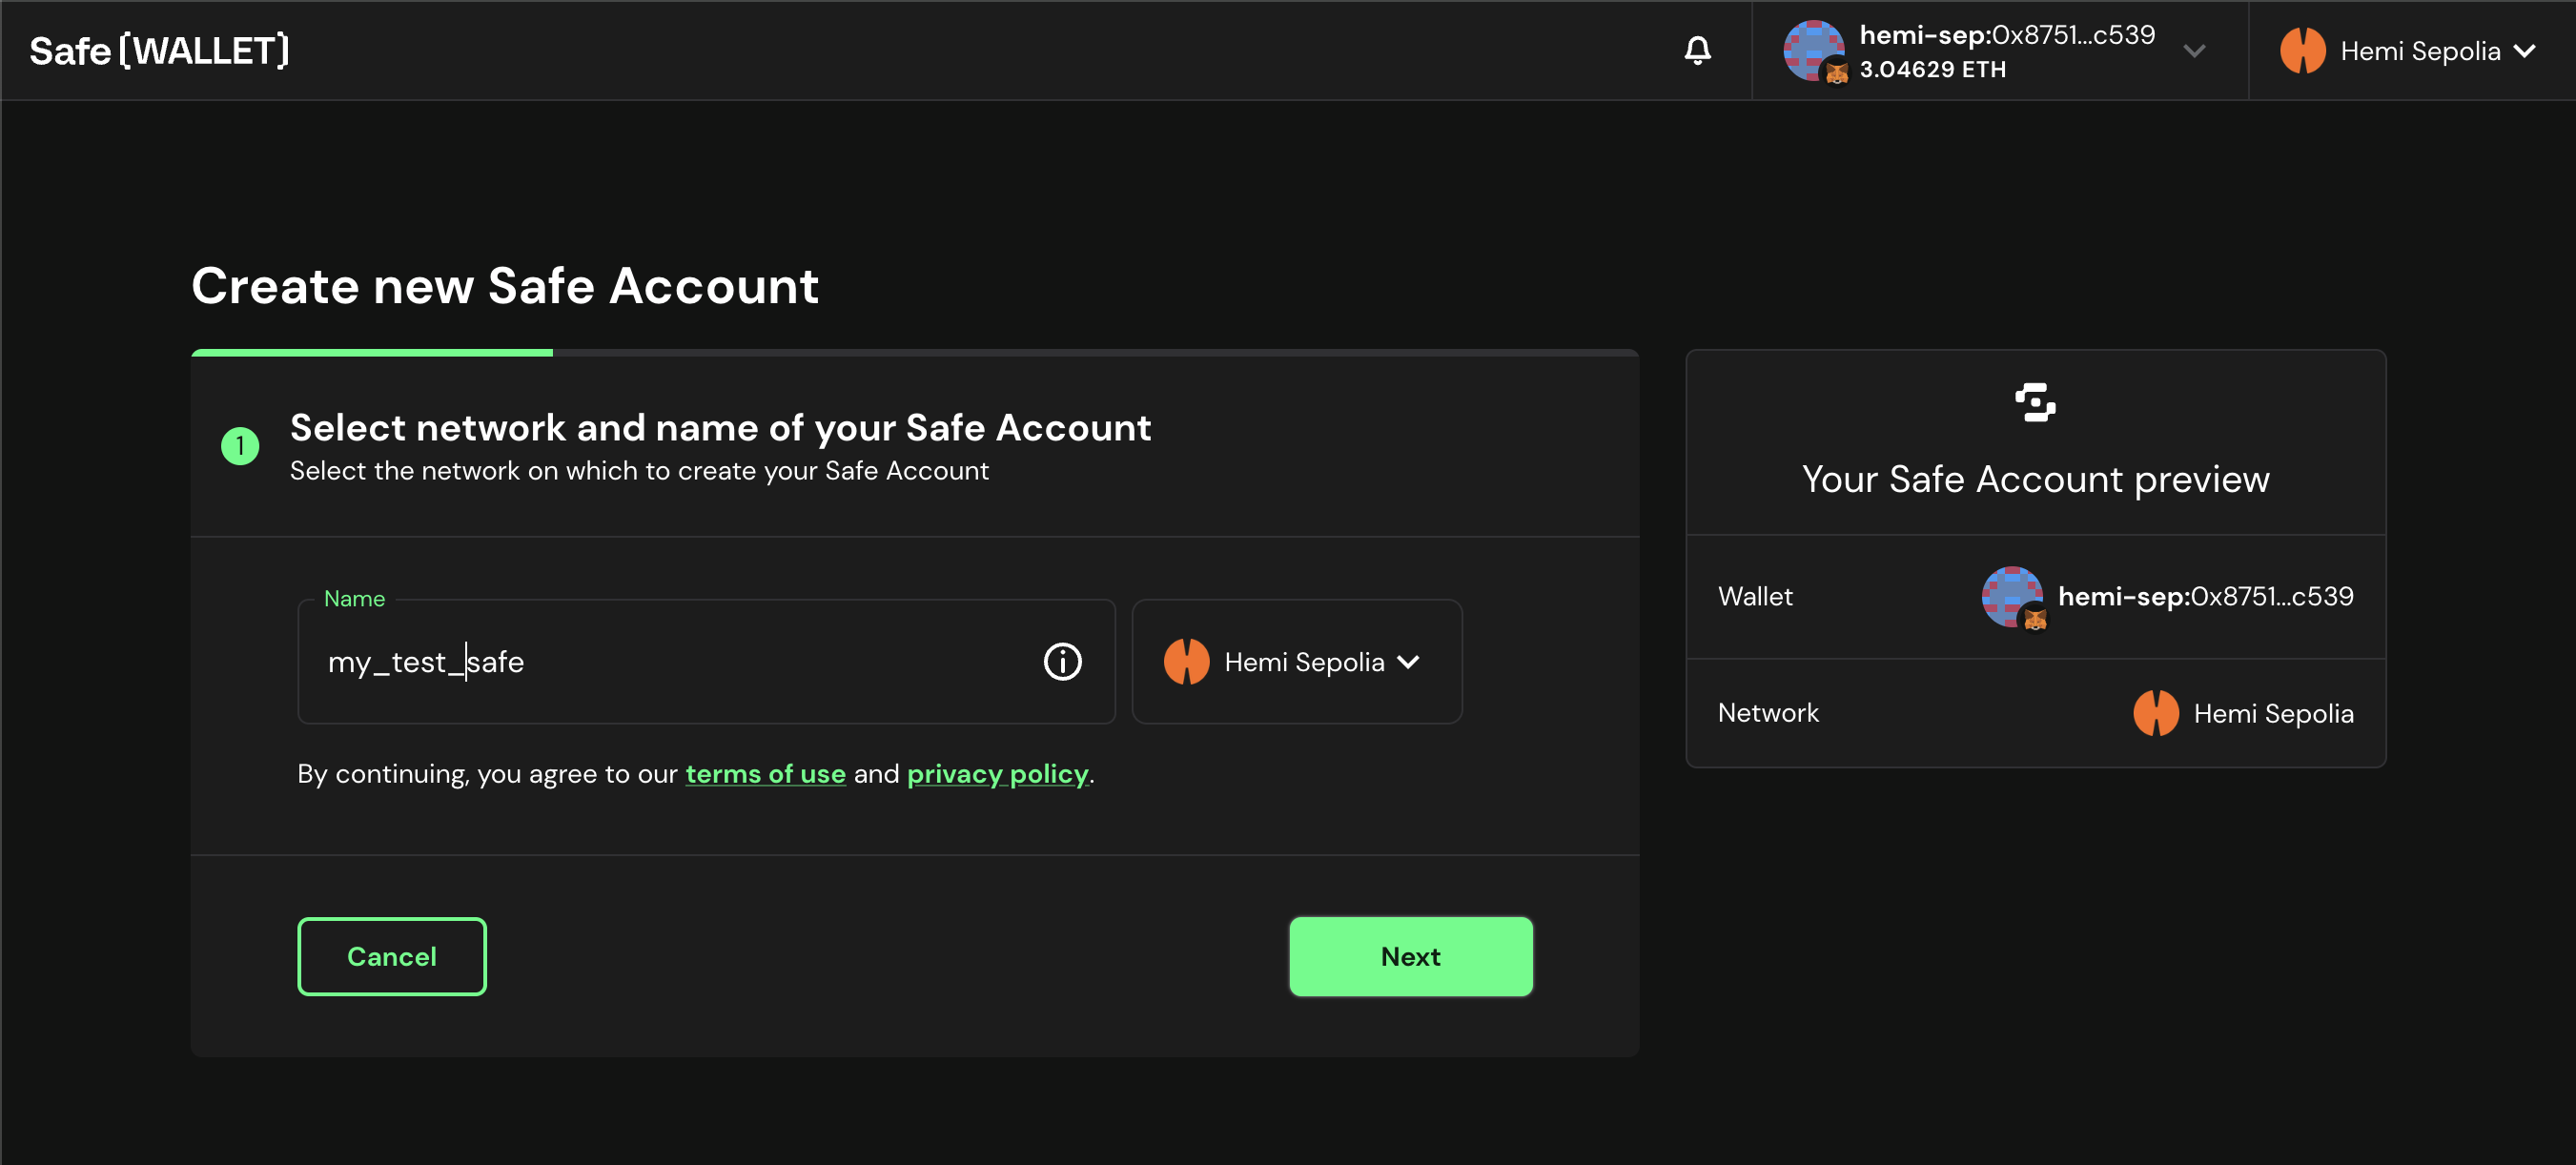 Safe{WALLET}
hemi-sep:0x8751...c539
3.04629 ETH
Hemi Sepolia
Create new Safe Account
1
Select network and name of your Safe Account
Select the network on which to create your Safe Account
Name
my_test_safe
Hemi Sepolia
By continuing, you agree to our terms of use and privacy policy.
Cancel
Next
Your Safe Account preview
Wallet
hemi-sep:0x8751...c539
Network
Hemi Sepolia